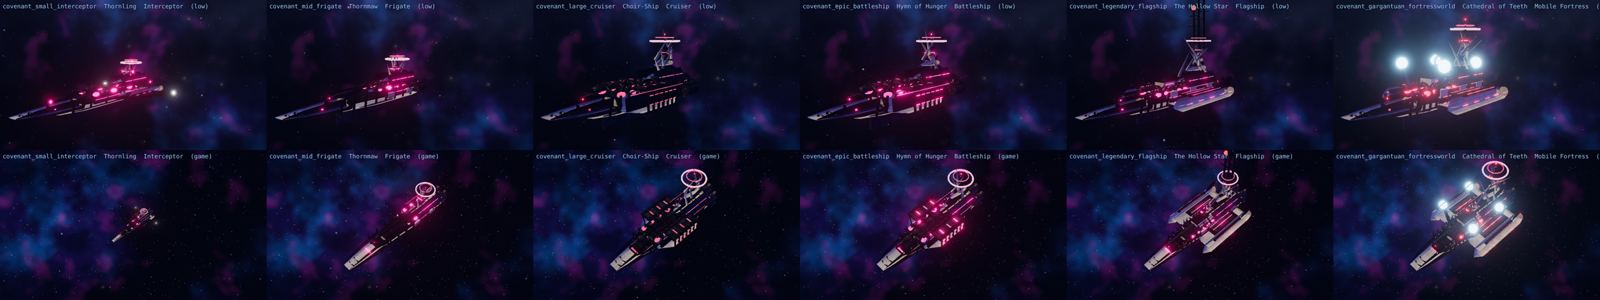 covenant_small_interceptor Thornling Interceptor (low)
covenant_mid_frigate Thornmaw Frigate (low)
covenant_large_cruiser Choir-Ship Cruiser (low)
covenant_epic_battleship Hymn of Hunger Battleship (low)
covenant_legendary_flagship The Hollow Star Flagship (low)
covenant_gargantuan_fortressworld Cathedral of Teeth Mobile Fortress (
covenant_small_interceptor Thornling Interceptor (game)
covenant_mid_frigate Thornmaw Frigate (game)
covenant_large_cruiser Choir-Ship Cruiser (game)
covenant_epic_battleship Hymn of Hunger Battleship (game)
covenant_legendary_flagship The Hollow Star Flagship (game)
covenant_gargantuan_fortressworld Cathedral of Teeth Mobile Fortress (